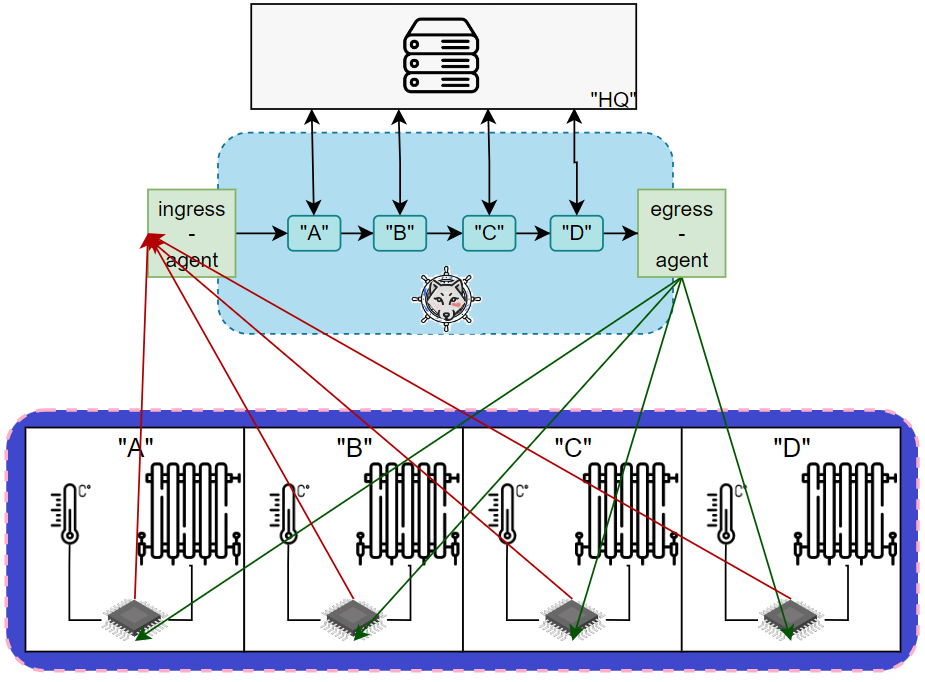 "HQ"
ingress
-
agent
"A"
"B"
"C"
"D"
egress
-
agent
"A"
"B"
"C"
"D"
C°
C°
C°
C°